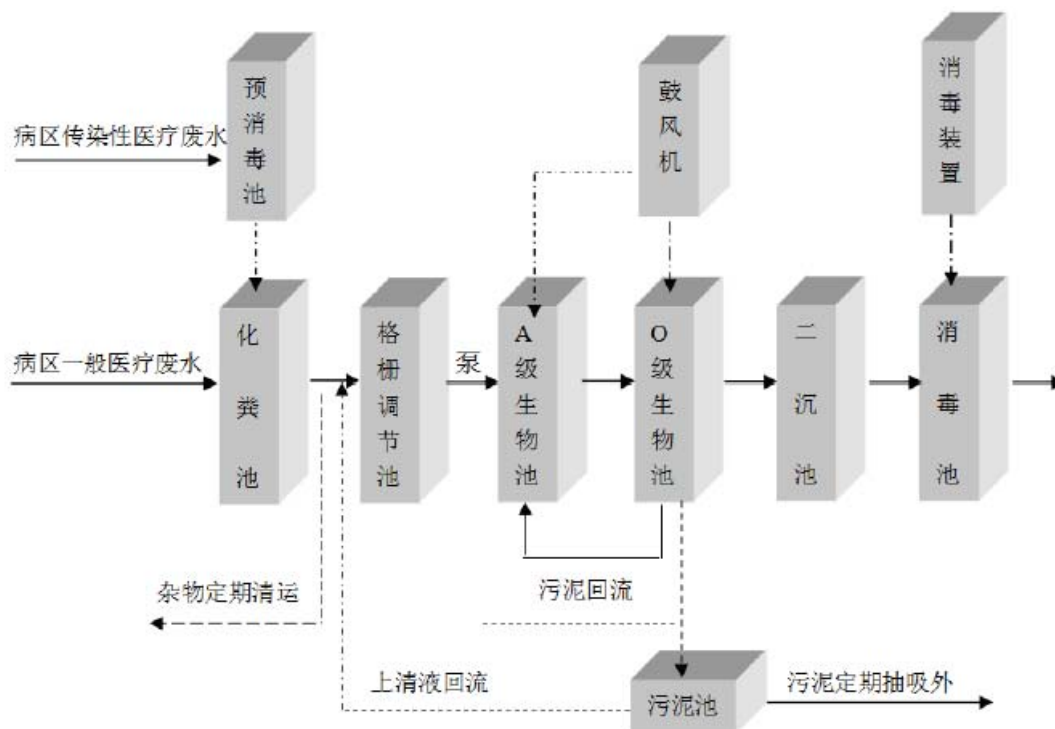 预消毒池
鼓风机
消毒装置
病区传染性医疗废水
化粪池
格栅调节池
A级生物池
O级生物池
二沉池
消毒池
病区一般医疗废水
泵
杂物定期清运
污泥回流
上清液回流
污泥池
污泥定期抽吸外